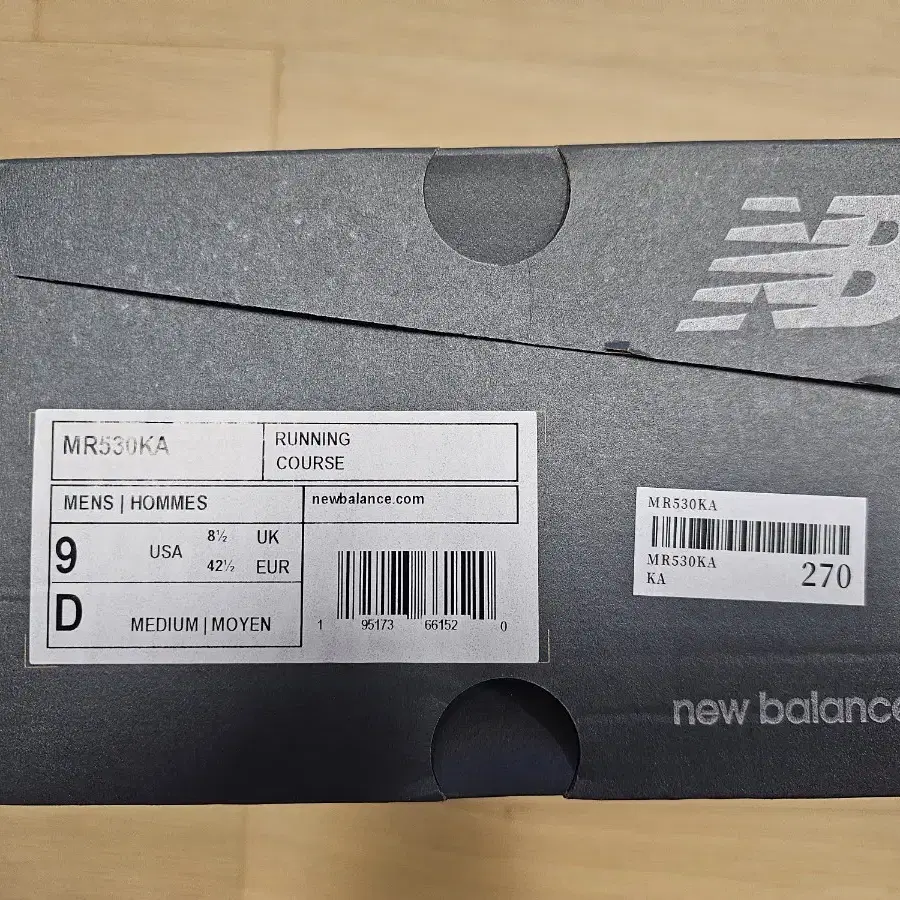 NB
MR530KA
RUNNING
COURSE
MENS | HOMMES
newbalance.com
9 USA 8½ UK
42½ EUR
D MEDIUM | MOYEN
1 95173 66152 0
MR530KA
MR530KA
KA 270
new balance